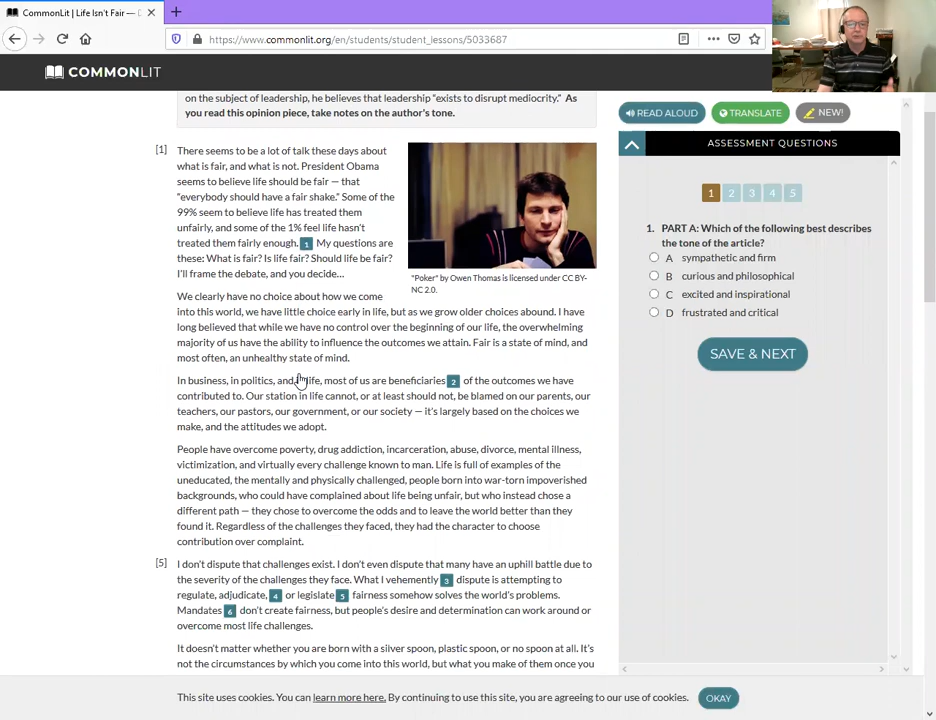 CommonLit | Life Isn't Fair —
https://www.commonlit.org/en/students/student_lessons/5033687
COMMONLIT
on the subject of leadership, he believes that leadership "exists to disrupt mediocrity." As
you read this opinion piece, take notes on the author's tone.
[1] There seems to be a lot of talk these days about
what is fair, and what is not. President Obama
seems to believe life should be fair — that
"everybody should have a fair shake." Some of the
99% seem to believe life has treated them
unfairly, and some of the 1% feel life hasn't
treated them fairly enough. 1 My questions are
these: What is fair? Is life fair? Should life be fair?
I'll frame the debate, and you decide...
"Poker" by Owen Thomas is licensed under CC BY-
NC 2.0.
We clearly have no choice about how we come
into this world, we have little choice early in life, but as we grow older choices abound. I have
long believed that while we have no control over the beginning of our life, the overwhelming
majority of us have the ability to influence the outcomes we attain. Fair is a state of mind, and
most often, an unhealthy state of mind.
In business, in politics, and life, most of us are beneficiaries 2 of the outcomes we have
contributed to. Our station in life cannot, or at least should not, be blamed on our parents, our
teachers, our pastors, our government, or our society — it's largely based on the choices we
make, and the attitudes we adopt.
People have overcome poverty, drug addiction, incarceration, abuse, divorce, mental illness,
victimization, and virtually every challenge known to man. Life is full of examples of the
uneducated, the mentally and physically challenged, people born into war-torn impoverished
backgrounds, who could have complained about life being unfair, but who instead chose a
different path — they chose to overcome the odds and to leave the world better than they
found it. Regardless of the challenges they faced, they had the character to choose
contribution over complaint.
[5] I don't dispute that challenges exist. I don't even dispute that many have an uphill battle due to
the severity of the challenges they face. What I vehemently 3 dispute is attempting to
regulate, adjudicate, 4 or legislate 5 fairness somehow solves the world's problems.
Mandates 6 don't create fairness, but people's desire and determination can work around or
overcome most life challenges.
It doesn't matter whether you are born with a silver spoon, plastic spoon, or no spoon at all. It's
not the circumstances by which you come into this world, but what you make of them once you
READ ALOUD
TRANSLATE
NEW!
ASSESSMENT QUESTIONS
1 2 3 4 5
1. PART A: Which of the following best describes
the tone of the article?
A sympathetic and firm
B curious and philosophical
C excited and inspirational
D frustrated and critical
SAVE & NEXT
This site uses cookies. You can learn more here. By continuing to use this site, you are agreeing to our use of cookies.
OKAY